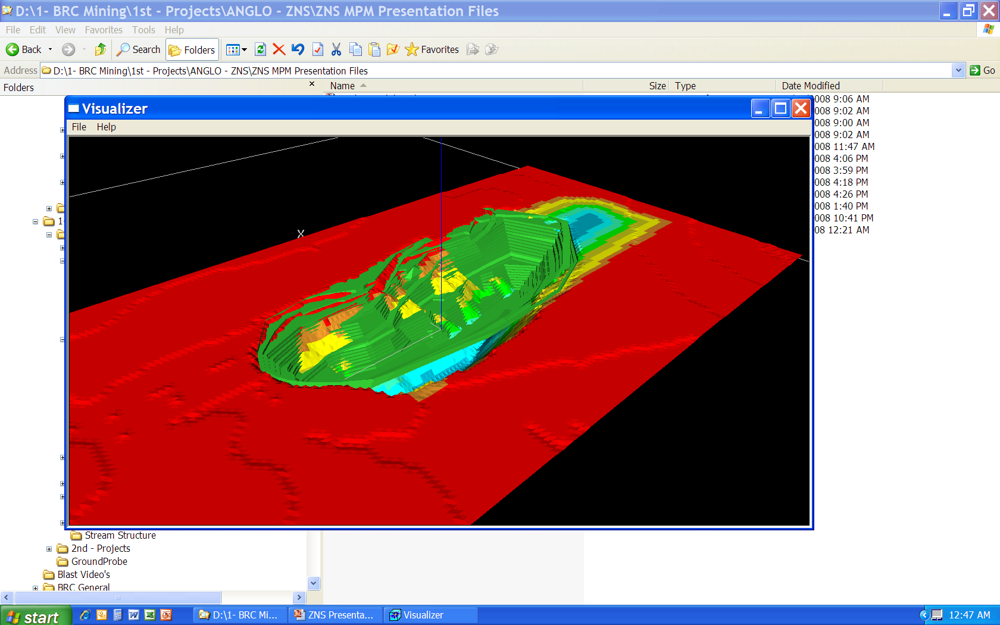 D:\1- BRC Mining\1st - Projects\ANGLO - ZNS\ZNS MPM Presentation Files
File Edit View Favorites Tools Help
Back Search Folders Favorites
Address D:\1- BRC Mining\1st - Projects\ANGLO - ZNS\ZNS MPM Presentation Files Go
Folders Name Size Type Date Modified
008 9:06 AM
Visualizer
008 9:02 AM
008 9:00 AM
File Help
008 9:02 AM
008 11:47 AM
008 4:06 PM
008 3:59 PM
008 4:18 PM
008 4:26 PM
008 1:40 PM
008 10:41 PM
08 12:21 AM
X
Stream Structure
2nd - Projects
GroundProbe
Blast Video's
BRC General
start D:\1- BRC Mi... ZNS Presenta... Visualizer 12:47 AM